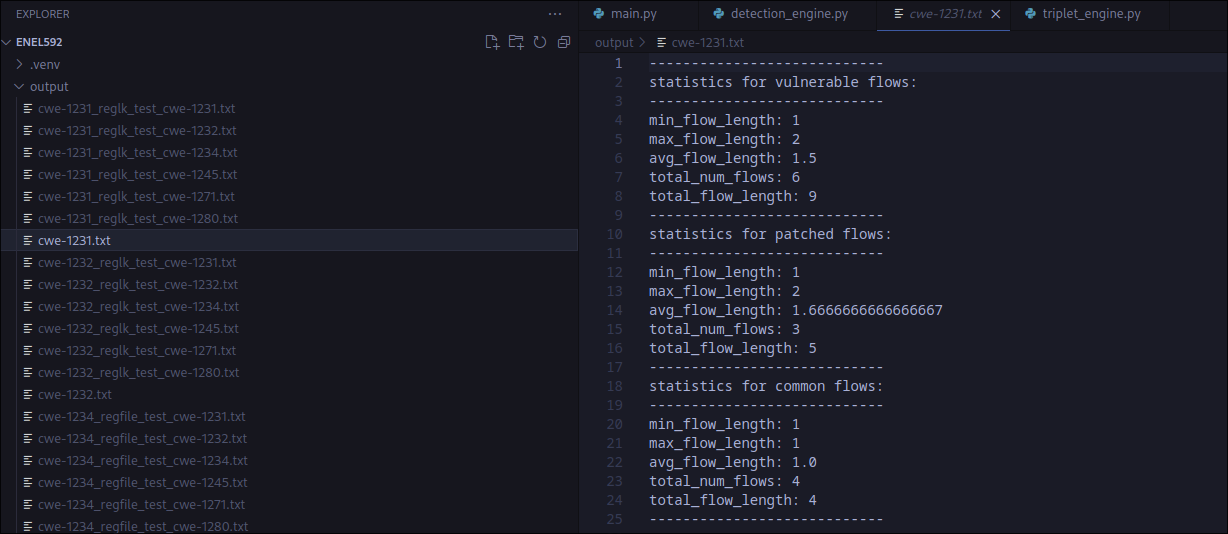 EXPLORER
ENEL592
.venv
output
cwe-1231_reglk_test_cwe-1231.txt
cwe-1231_reglk_test_cwe-1232.txt
cwe-1231_reglk_test_cwe-1234.txt
cwe-1231_reglk_test_cwe-1245.txt
cwe-1231_reglk_test_cwe-1271.txt
cwe-1231_reglk_test_cwe-1280.txt
cwe-1231.txt
cwe-1232_reglk_test_cwe-1231.txt
cwe-1232_reglk_test_cwe-1232.txt
cwe-1232_reglk_test_cwe-1234.txt
cwe-1232_reglk_test_cwe-1245.txt
cwe-1232_reglk_test_cwe-1271.txt
cwe-1232_reglk_test_cwe-1280.txt
cwe-1232.txt
cwe-1234_regfile_test_cwe-1231.txt
cwe-1234_regfile_test_cwe-1232.txt
cwe-1234_regfile_test_cwe-1234.txt
cwe-1234_regfile_test_cwe-1245.txt
cwe-1234_regfile_test_cwe-1271.txt
cwe-1234_regfile_test_cwe-1280.txt
main.py detection_engine.py cwe-1231.txt triplet_engine.py
output > cwe-1231.txt
1 ----------------------------
2 statistics for vulnerable flows:
3 ----------------------------
4 min_flow_length: 1
5 max_flow_length: 2
6 avg_flow_length: 1.5
7 total_num_flows: 6
8 total_flow_length: 9
9 ----------------------------
10 statistics for patched flows:
11 ----------------------------
12 min_flow_length: 1
13 max_flow_length: 2
14 avg_flow_length: 1.6666666666666667
15 total_num_flows: 3
16 total_flow_length: 5
17 ----------------------------
18 statistics for common flows:
19 ----------------------------
20 min_flow_length: 1
21 max_flow_length: 1
22 avg_flow_length: 1.0
23 total_num_flows: 4
24 total_flow_length: 4
25 ----------------------------